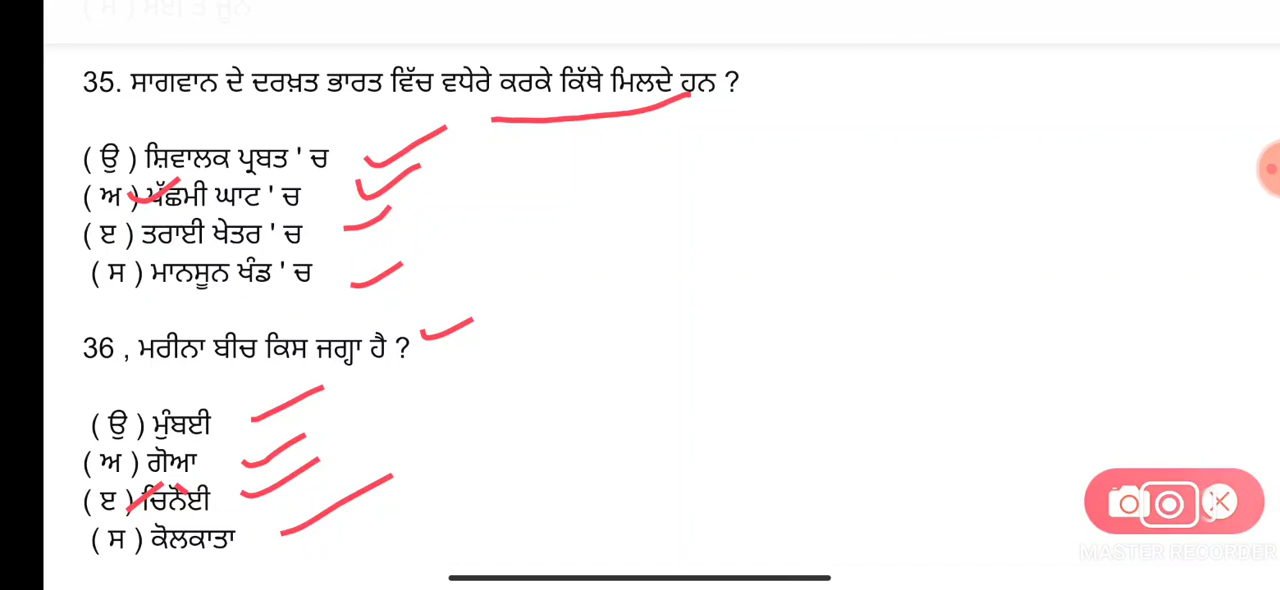 35. ਸਾਗਵਾਨ ਦੇ ਦਰਖ਼ਤ ਭਾਰਤ ਵਿੱਚ ਵਧੇਰੇ ਕਰਕੇ ਕਿੱਥੇ ਮਿਲਦੇ ਹਨ ?
( ੳ ) ਸ਼ਿਵਾਲਕ ਪ੍ਰਬਤ ' ਚ
( ਅ ) ਪੱਛਮੀ ਘਾਟ ' ਚ
( ੲ ) ਤਰਾਈ ਖੇਤਰ ' ਚ
( ਸ ) ਮਾਨਸੂਨ ਖੰਡ ' ਚ
36 , ਮਰੀਨਾ ਬੀਚ ਕਿਸ ਜਗ੍ਹਾ ਹੈ ?
( ੳ ) ਮੁੰਬਈ
( ਅ ) ਗੋਆ
( ੲ ) ਚਿਨੋਈ
( ਸ ) ਕੋਲਕਾਤਾ
MASTER RECORDER